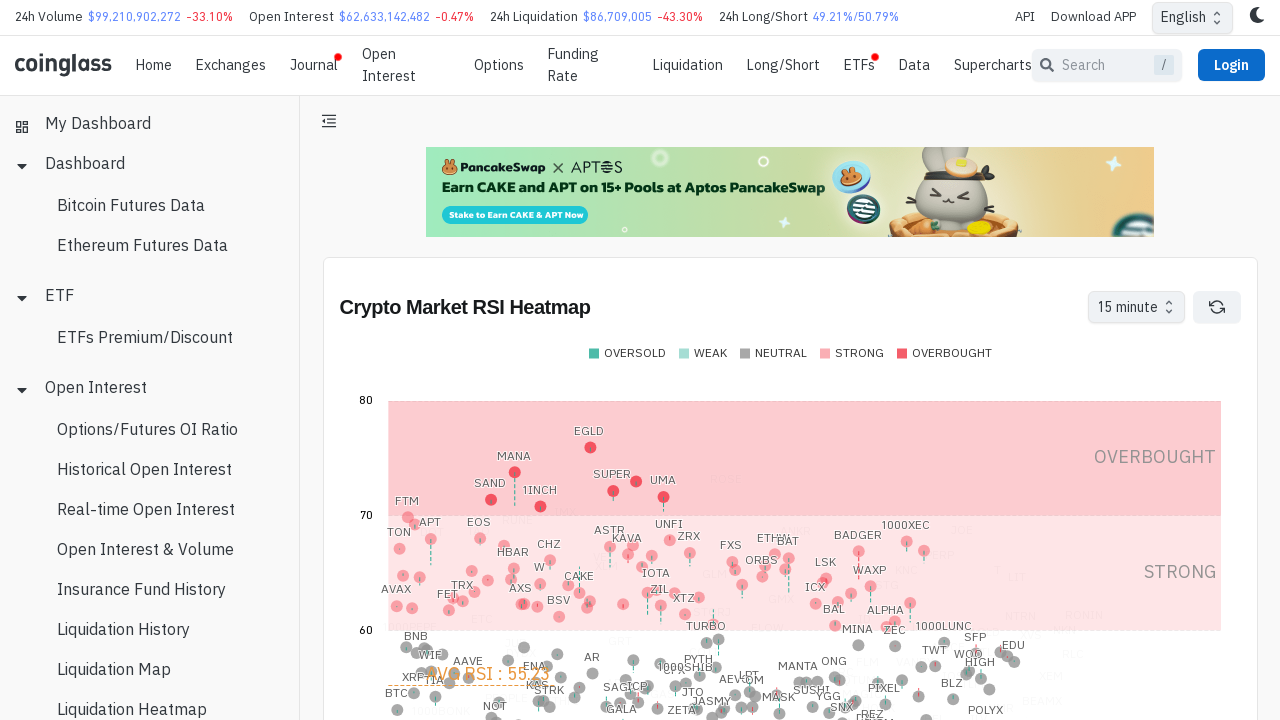 24h Volume $99,210,902,272 -33.10% Open Interest $62,633,142,482 -0.47% 24h Liquidation $86,709,005 -43.30% 24h Long/Short 49.21%/50.79% API Download APP English
coinglass Home Exchanges Journal Open Interest Options Funding Rate Liquidation Long/Short ETFs Data Supercharts Search / Login
My Dashboard
Dashboard
Bitcoin Futures Data
Ethereum Futures Data
ETF
ETFs Premium/Discount
Open Interest
Options/Futures OI Ratio
Historical Open Interest
Real-time Open Interest
Open Interest & Volume
Insurance Fund History
Liquidation History
Liquidation Map
Liquidation Heatmap
PancakeSwap × APTOS
Earn CAKE and APT on 15+ Pools at Aptos PancakeSwap
Stake to Earn CAKE & APT Now
Crypto Market RSI Heatmap 15 minute
OVERSOLD WEAK NEUTRAL STRONG OVERBOUGHT
80
EGLD
OVERBOUGHT
MANA
SUPER
SAND 1INCH UMA
FTM
70
APT EOS UNFI 1000XEC
TON ASTR KAVA ZRX BADGER
HBAR CHZ FXS ETHW BAT
W ORBS LSK WAXP
STRONG
CAKE IOTA
AVAX FET TRX AXS BSV ZIL XTZ ICX
BAL ALPHA
60
TURBO MINA ZEC 1000LUNC
BNB SFP EDU
WIF AAVE AR PYTH TWT WOO HIGH
AVG RSI : 55.23
XRP TIA ENA 1000SHIB CFX LPT MANTA ONG
KAS STRK SAGA ICP JTO AEVO COM SUSHI PIXEL BLZ
BTC NOT GALA ZETA JASMY MASK YGG SNX POLYX